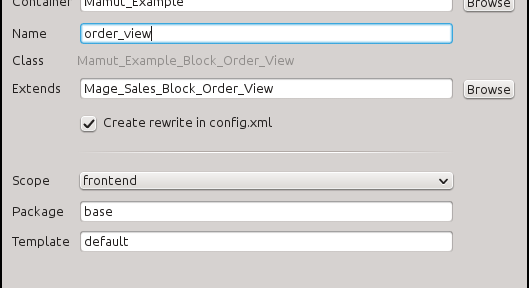 Container Mamut_Example Browse
Name order_view
Class Mamut_Example_Block_Order_View
Extends Mage_Sales_Block_Order_View Browse
Create rewrite in config.xml
Scope frontend
Package base
Template default